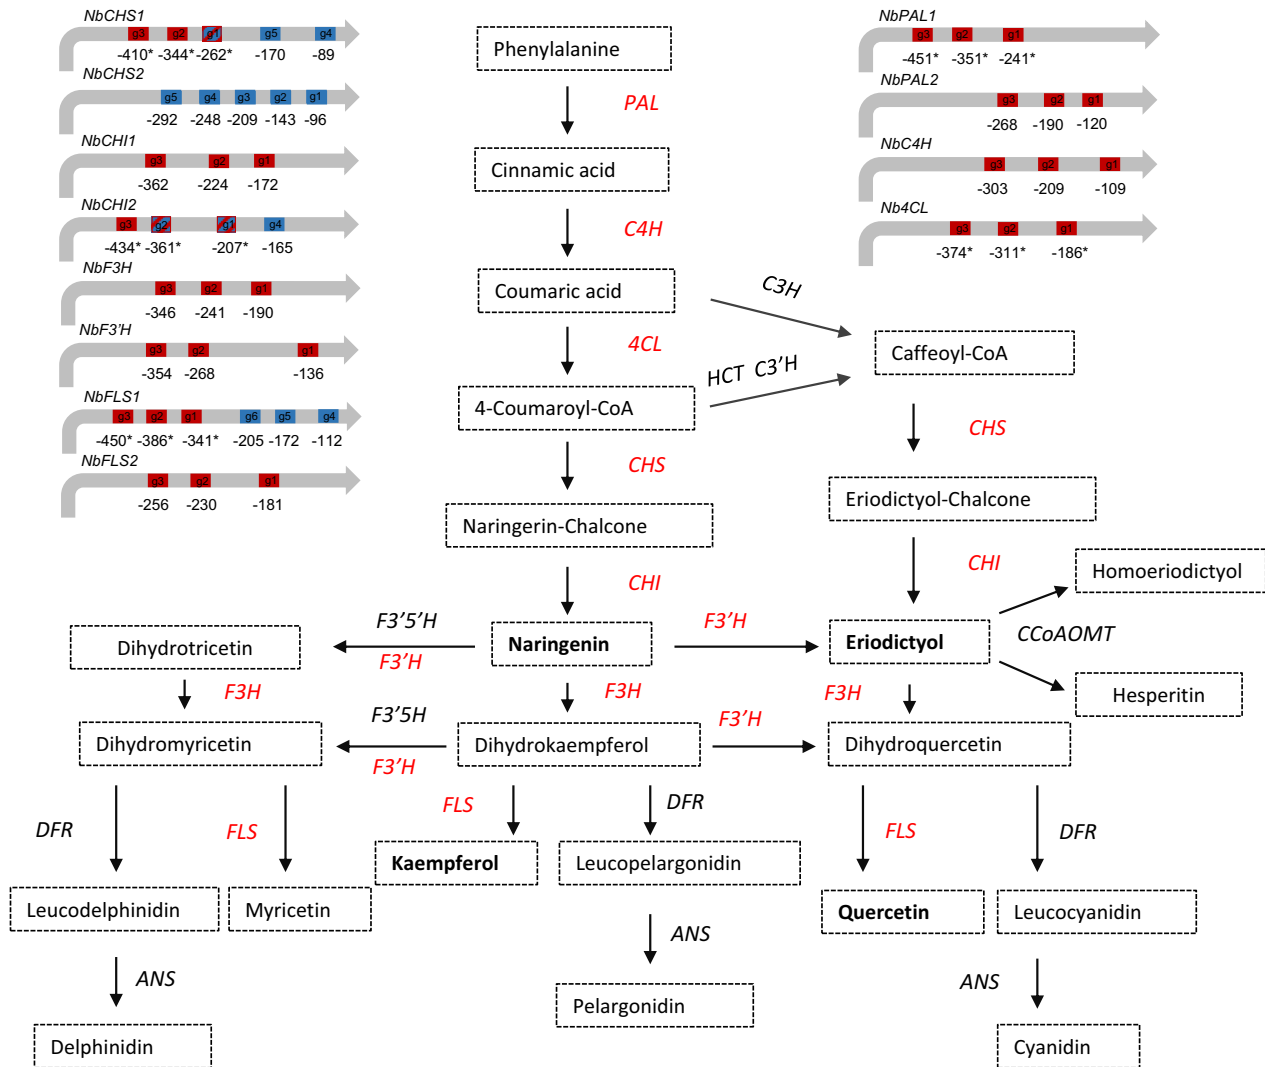 NbCHS1
g3 g2 g1 g5 g4
-410* -344* -262* -170 -89
NbCHS2
g5 g4 g3 g2 g1
-292 -248 -209 -143 -96
NbCHI1
g3 g2 g1
-362 -224 -172
NbCHI2
g3 g2 g1 g4
-434* -361* -207* -165
NbF3H
g3 g2 g1
-346 -241 -190
NbF3'H
g3 g2 g1
-354 -268 -136
NbFLS1
g3 g2 g1 g6 g5 g4
-450* -386* -341* -205 -172 -112
NbFLS2
g3 g2 g1
-256 -230 -181
NbPAL1
g3 g2 g1
-451* -351* -241*
NbPAL2
g3 g2 g1
-268 -190 -120
NbC4H
g3 g2 g1
-303 -209 -109
Nb4CL
g3 g2 g1
-374* -311* -186*
Phenylalanine
PAL
Cinnamic acid
C4H
Coumaric acid
C3H
4CL
HCT C3’H
Caffeoyl-CoA
4-Coumaroyl-CoA
CHS
CHS
Eriodictyol-Chalcone
Naringerin-Chalcone
CHI
CHI
Homoeriodictyol
F3’5’H
F3’H
Dihydrotricetin
Naringenin
Eriodictyol
CCoAOMT
F3’H
F3H
F3H
F3H
Hesperitin
F3’5H
F3’H
Dihydromyricetin
Dihydrokaempferol
Dihydroquercetin
F3’H
DFR
FLS
FLS
DFR
FLS
DFR
Kaempferol
Leucopelargonidin
Leucodelphinidin
Myricetin
Quercetin
Leucocyanidin
ANS
ANS
ANS
Pelargonidin
Delphinidin
Cyanidin